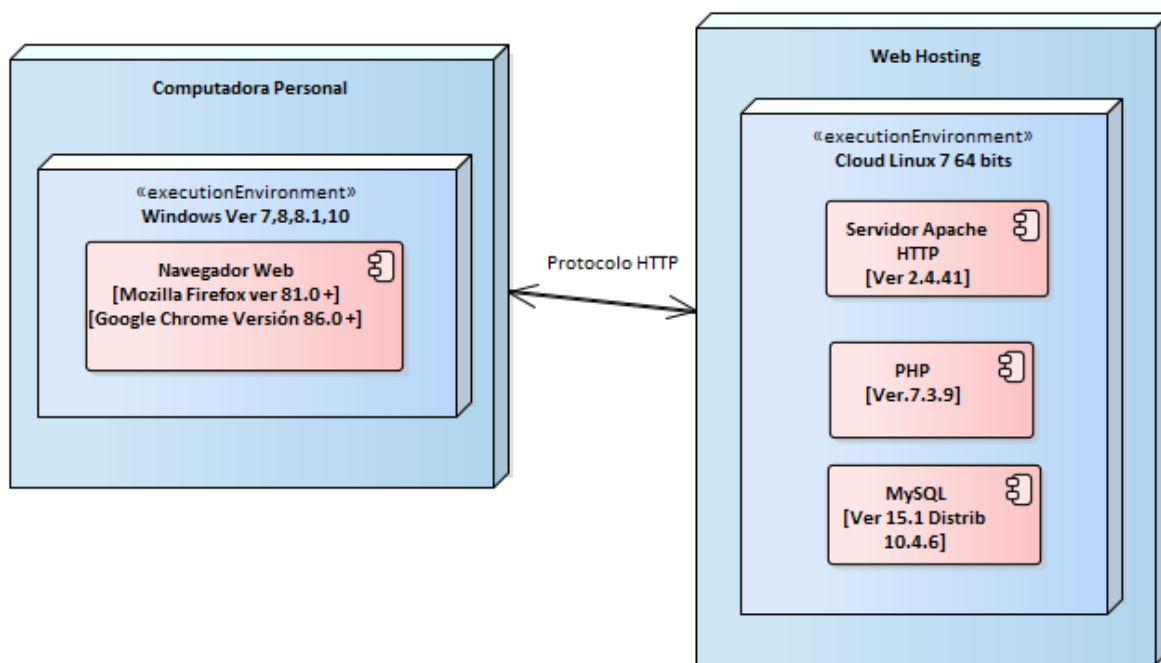 Computadora Personal
«executionEnvironment»
Windows Ver 7,8,8.1,10
Navegador Web
[Mozilla Firefox ver 81.0 +]
[Google Chrome Versión 86.0 +]
Protocolo HTTP
Web Hosting
«executionEnvironment»
Cloud Linux 7 64 bits
Servidor Apache
HTTP
[Ver 2.4.41]
PHP
[Ver.7.3.9]
MySQL
[Ver 15.1 Distrib
10.4.6]